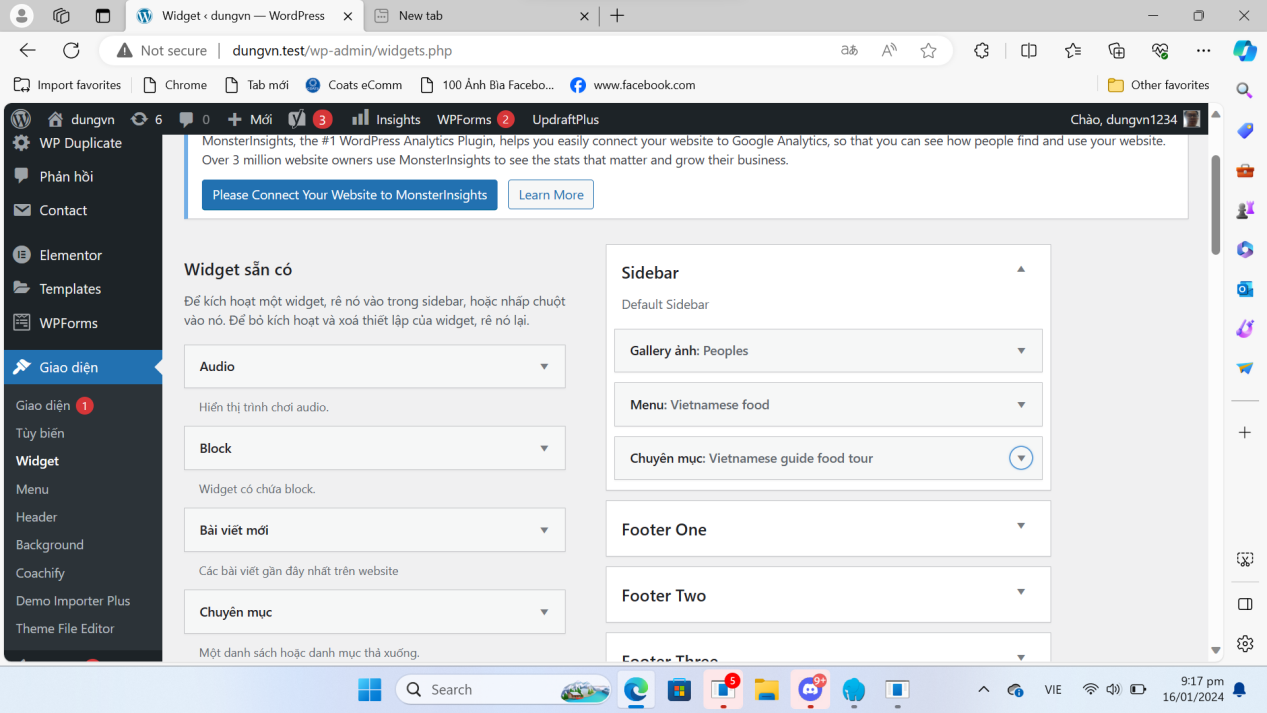 Widget ‹ dungvn — WordPress
New tab
Not secure
dungvn.test/wp-admin/widgets.php
Import favorites
Chrome
Tab mới
Coats eComm
100 Ảnh Bìa Facebo...
www.facebook.com
Other favorites
dungvn
6
0
Mới
3
Insights
WPForms 2
UpdraftPlus
Chào, dungvn1234
WP Duplicate
Phản hồi
Contact
Elementor
Templates
WPForms
Giao diện
Giao diện 1
Tùy biến
Widget
Menu
Header
Background
Coachify
Demo Importer Plus
Theme File Editor
MonsterInsights, the #1 WordPress Analytics Plugin, helps you easily connect your website to Google Analytics, so that you can see how people find and use your website.
Over 3 million website owners use MonsterInsights to see the stats that matter and grow their business.
Please Connect Your Website to MonsterInsights
Learn More
Widget sẵn có
Để kích hoạt một widget, rê nó vào trong sidebar, hoặc nhấp chuột
vào nó. Để bỏ kích hoạt và xoá thiết lập của widget, rê nó lại.
Audio
Hiển thị trình chơi audio.
Block
Widget có chứa block.
Bài viết mới
Các bài viết gần đây nhất trên website
Chuyên mục
Một danh sách hoặc danh mục thả xuống.
Sidebar
Default Sidebar
Gallery ảnh: Peoples
Menu: Vietnamese food
Chuyên mục: Vietnamese guide food tour
Footer One
Footer Two
Footer Three
Search
5
9+
VIE
9:17 pm
16/01/2024